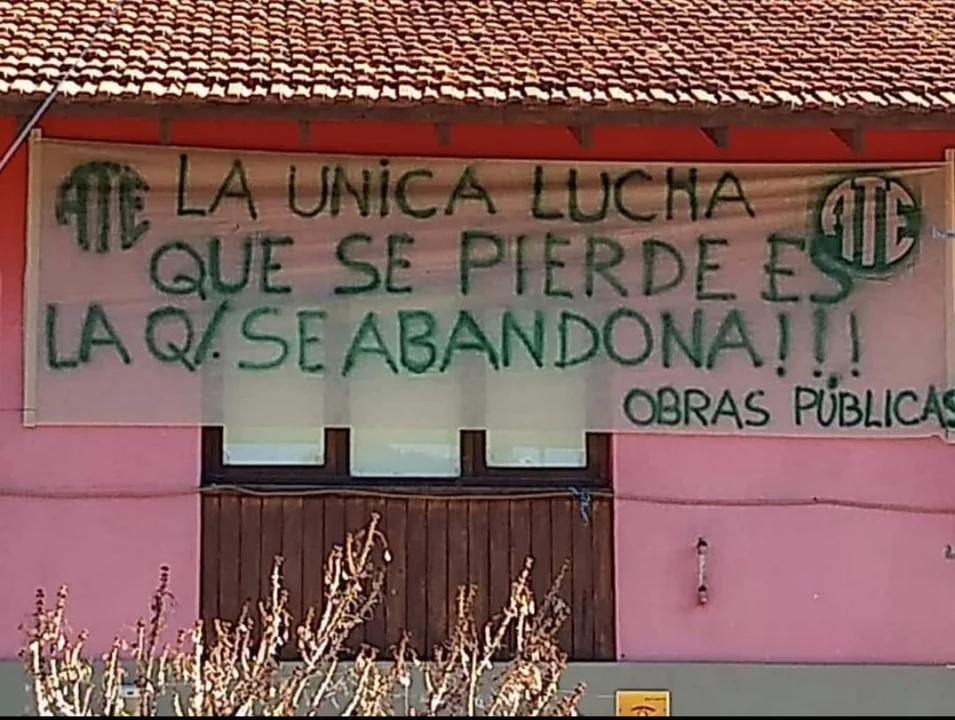 ATE LA UNiCA LUCHA ATE
QUE SE PIERDE ES
LA Q/. SE ABANDONA!!!
OBRAS PÚBLICAS